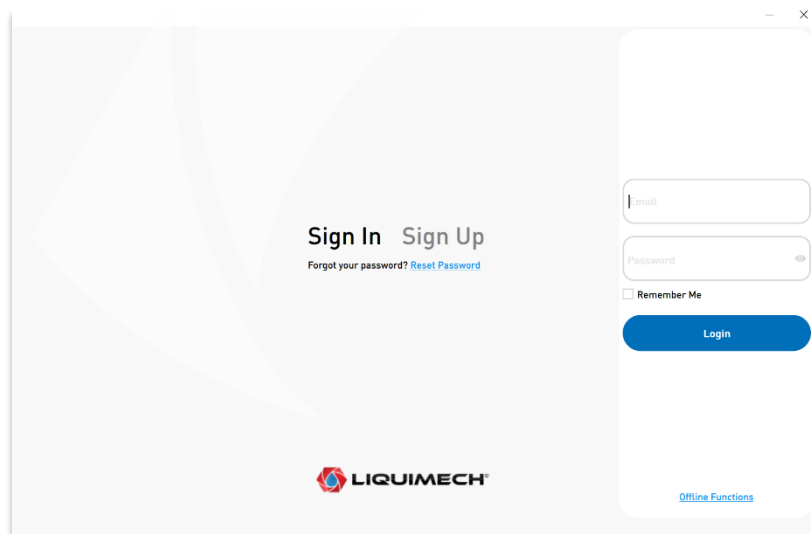 Sign In Sign Up
Forgot your password? Reset Password
LIQUIMECH®
Email
Password
Remember Me
Login
Offline Functions